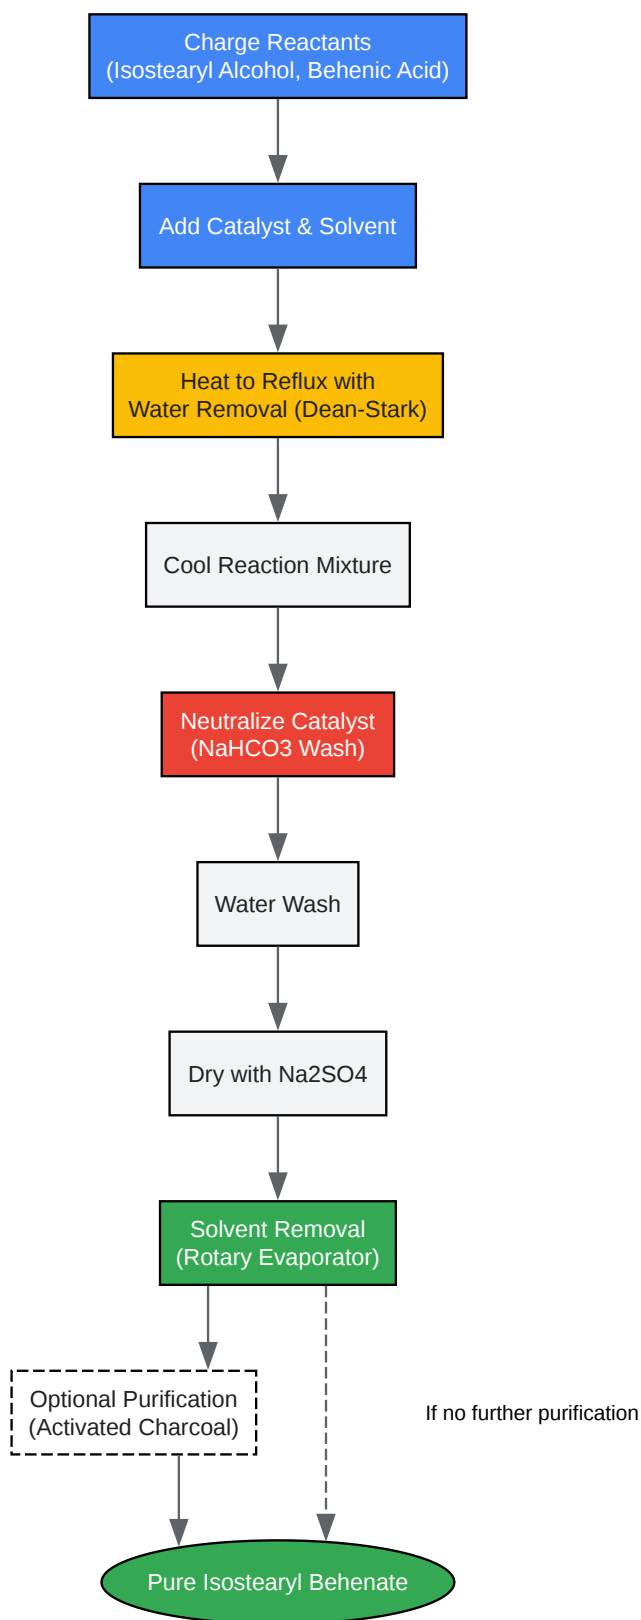 Charge Reactants
(Isostearyl Alcohol, Behenic Acid)
Add Catalyst & Solvent
Heat to Reflux with
Water Removal (Dean-Stark)
Cool Reaction Mixture
Neutralize Catalyst
(NaHCO3 Wash)
Water Wash
Dry with Na2SO4
Solvent Removal
(Rotary Evaporator)
Optional Purification
(Activated Charcoal)
If no further purification
Pure Isostearyl Behenate